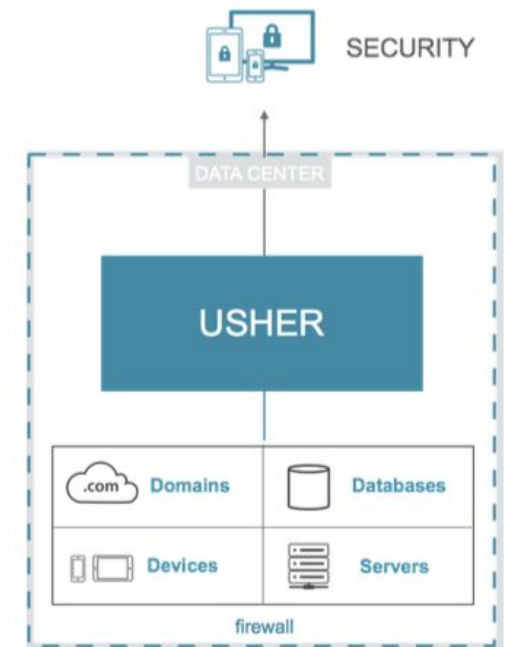 SECURITY
DATA CENTER
USHER
.com Domains
Databases
Devices
Servers
firewall